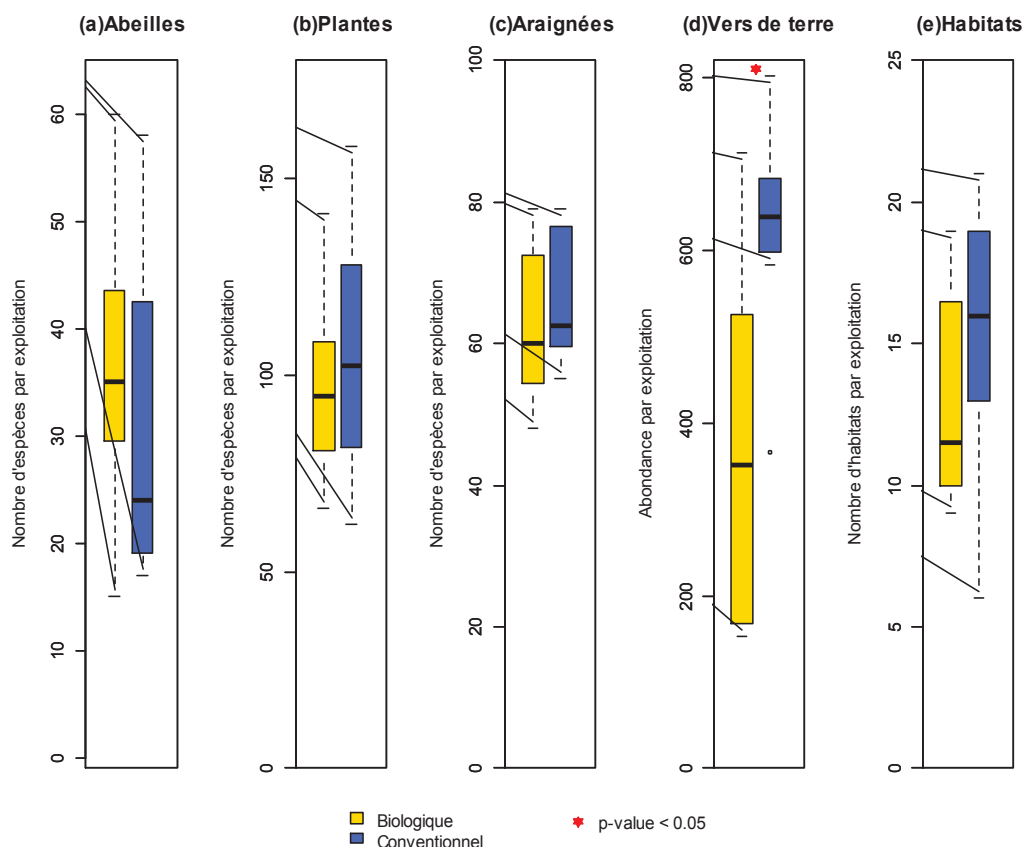 (a)Abeilles
(b)Plantes
(c)Araignées
(d)Vers de terre
(e)Habitats
Nombre d'espèces par exploitation
0
10
20
30
40
50
60
Nombre d'espèces par exploitation
0
50
100
150
Nombre d'espèces par exploitation
0
20
40
60
80
100
Abondance par exploitation
0
200
400
600
800
Nombre d'habitats par exploitation
0
5
10
15
20
25
Biologique
Conventionnel
p-value < 0.05